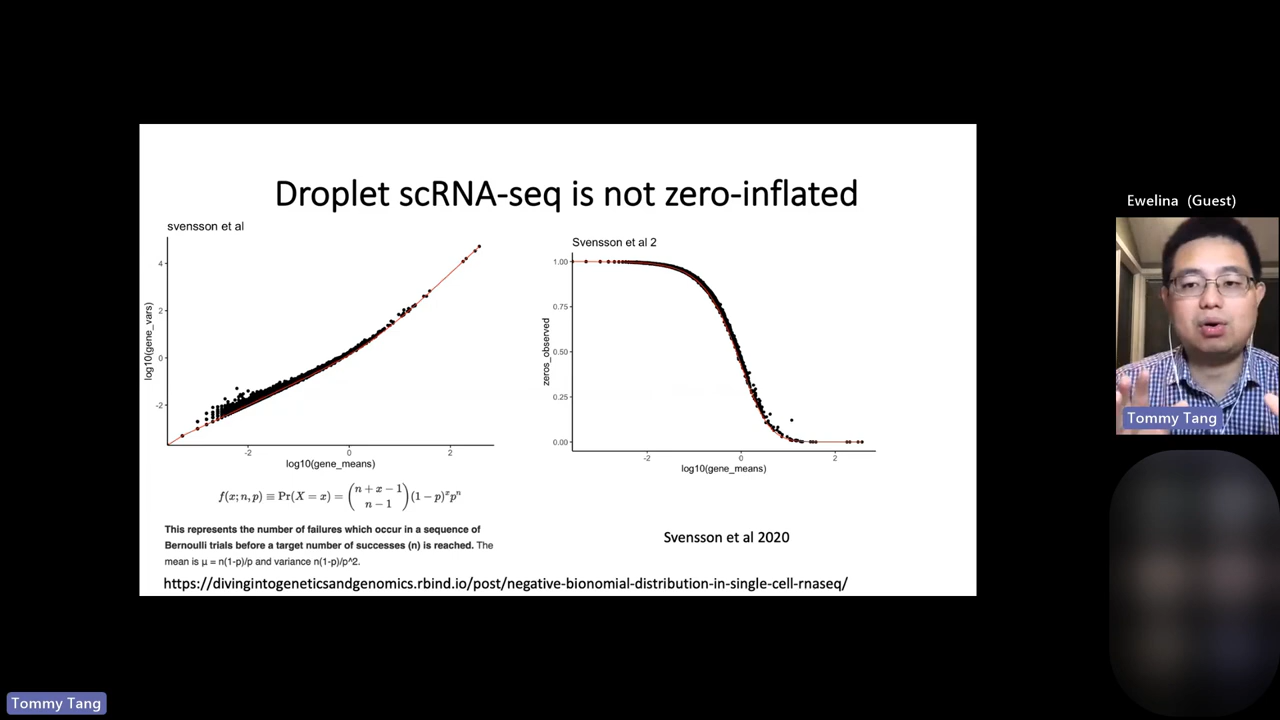 Droplet scRNA-seq is not zero-inflated
svensson et al
4
2
0
-2
log10(gene_vars)
-2
0
2
log10(gene_means)
Svensson et al 2
1.00
0.75
0.50
0.25
0.00
zeros_observed
-2
0
2
log10(gene_means)
f(x; n, p) ≡ Pr(X = x) = (n + x − 1 n − 1) (1 − p)^x p^n
This represents the number of failures which occur in a sequence of
Bernoulli trials before a target number of successes (n) is reached. The
mean is μ = n(1-p)/p and variance n(1-p)/p^2.
Svensson et al 2020
https://divingintogeneticsandgenomics.rbind.io/post/negative-bionomial-distribution-in-single-cell-rnaseq/
Ewelina (Guest)
Tommy Tang
Tommy Tang